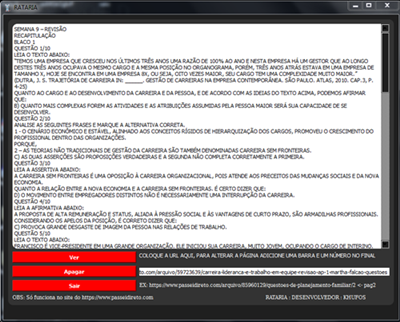 RATARIA
SEMANA 9 - REVISÃO
RECAPITULAÇÃO
BLACO_1
QUESTÃO 1/10
LEIA O TEXTO ABAIXO:
"TEMOS UMA EMPRESA QUE CRESCEU NOS ÚLTIMOS TRÊS ANOS UMA RAZÃO DE 100% AO ANO E NESTA EMPRESA HÁ UM GESTOR QUE AO LONGO
DESTES TRÊS ANOS OCUPAVA O MESMO CARGO E A MESMA POSIÇÃO NO ORGANOGRAMA, PORÉM, TRÊS ANOS ATRÁS ESTAVA EM UMA EMPRESA DE
TAMANHO X, HOJE SE ENCONTRA EM UMA EMPRESA 8X, OU SEJA, OITO VEZES MAIOR, SEU CARGO TEM UMA COMPLEXIDADE MUITO MAIOR."
(DUTRA, J. S. TRAJETÓRIA DE CARREIRA IN: ______, GESTÃO DE CARREIRAS NA EMPRESA CONTEMPORÂNEA. SÃO PAULO. ATLAS, 2010. CAP.3, P.
4-25)
QUANTO AO CARGO E AO DESENVOLVIMENTO DA CARREIRA E DA PESSOA, E DE ACORDO COM AS IDEIAS DO TEXTO ACIMA, PODEMOS AFIRMAR
QUE:
B) QUANTO MAIS COMPLEXAS FOREM AS ATIVIDADES E AS ATRIBUIÇÕES ASSUMIDAS PELA PESSOA MAIOR SERÁ SUA CAPACIDADE DE SE
DESENVOLVER.
QUESTÃO 2/10
ANALISE AS SEGUINTES FRASES E MARQUE A ALTERNATIVA CORRETA.
1 - O CENÁRIO ECONÔMICO E ESTÁVEL, ALINHADO AOS CONCEITOS RÍGIDOS DE HIERARQUIZAÇÃO DOS CARGOS, PROMOVEU O CRESCIMENTO DO
PROFISSIONAL DENTRO DAS ORGANIZAÇÕES.
PORQUE,
2 - AS TEORIAS NÃO TRADICIONAIS DE GESTÃO DA CARREIRA SÃO TAMBÉM DENOMINADAS CARREIRA SEM FRONTEIRAS.
C) AS DUAS ASSERÇÕES SÃO PROPOSIÇÕES VERDADEIRAS E A SEGUNDA NÃO COMPLETA CORRETAMENTE A PRIMEIRA.
QUESTÃO 3/10
LEIA A ASSERTIVA ABAIXO:
A CARREIRA SEM FRONTEIRAS É UMA OPOSIÇÃO À CARREIRA ORGANIZACIONAL, POIS ATENDE AOS PRECEITOS DAS MUDANÇAS SOCIAIS E DA NOVA
ECONOMIA.
QUANTO A RELAÇÃO ENTRE A NOVA ECONOMIA E A CARREIRA SEM FRONTEIRAS. É CERTO DIZER QUE:
D) O MOVIMENTO ENTRE EMPREGADORES DISTINTOS NÃO É NECESSARIAMENTE UMA INTERRUPÇÃO DA CARREIRA.
QUESTÃO 4/10
LEIA A AFIRMATIVA ABAIXO:
A PROPOSTA DE ALTA REMUNERAÇÃO E STATUS, ALIADA À PRESSÃO SOCIAL E ÀS VANTAGENS DE CURTO PRAZO, SÃO ARMADILHAS PROFISSIONAIS.
CONSIDERANDO OS APELOS DA POSIÇÃO, É CORRETO DIZER QUE:
C) PROVOCA GRANDE DESGASTE DA IMAGEM DA PESSOA NAS RELAÇÕES DE TRABALHO.
QUESTÃO 5/10
LEIA O TEXTO ABAIXO:
FRANCISCO É VICE-PRESIDENTE EM UMA GRANDE ORGANIZAÇÃO. ELE INICIOU SUA CARREIRA, MUITO JOVEM, OCUPANDO O CARGO DE INTERINO.
Ver
COLOQUE A URL AQUI, PARA ALTERAR A PÁGINA ADICIONE UMA BARRA E UM NÚMERO NO FINAL
Apagar
to.com/arquivo/59723639/carreira-lideranca-e-trabalho-em-equipe-revisao-ap-1-martha-falcao-questoes
Sair
EX: https://www.passeidireto.com/arquivo/85960129/questoes-de-planejamento-familiar/2 <- pag2
OBS: Só funciona no site do https://www.passeidireto.com
RATARIA - DESENVOLVEDOR : KHUPOS